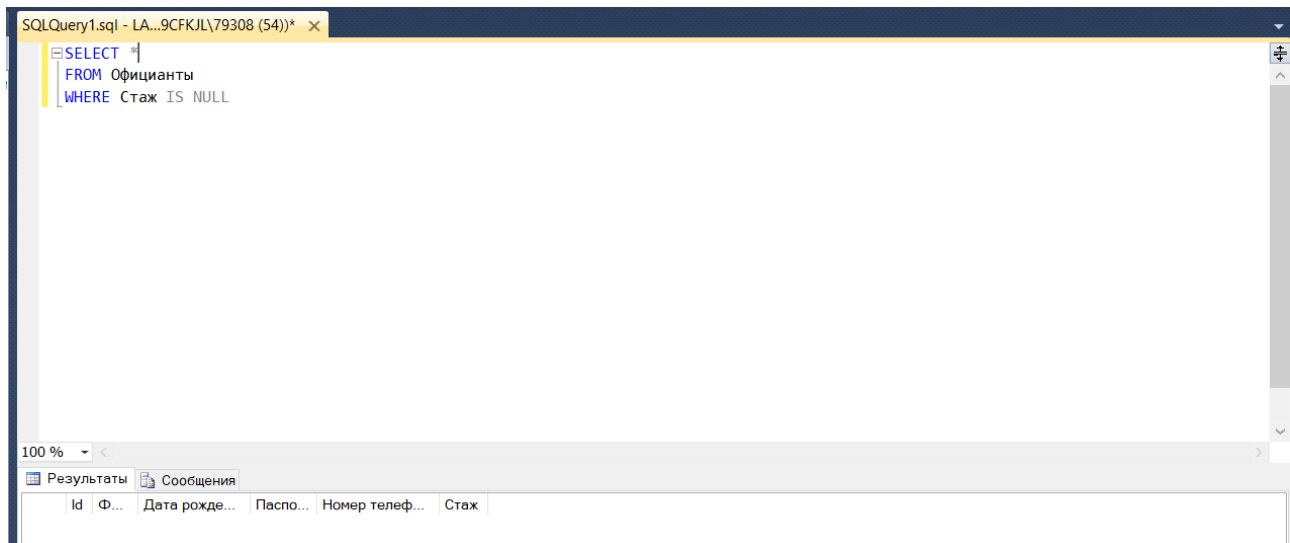 SQLQuery1.sql - LA...9CFKJL\79308 (54))*
SELECT *
FROM Официанты
WHERE Стаж IS NULL
100 %
Результаты Сообщения
Id Ф... Дата рожде... Паспо... Номер телеф... Стаж